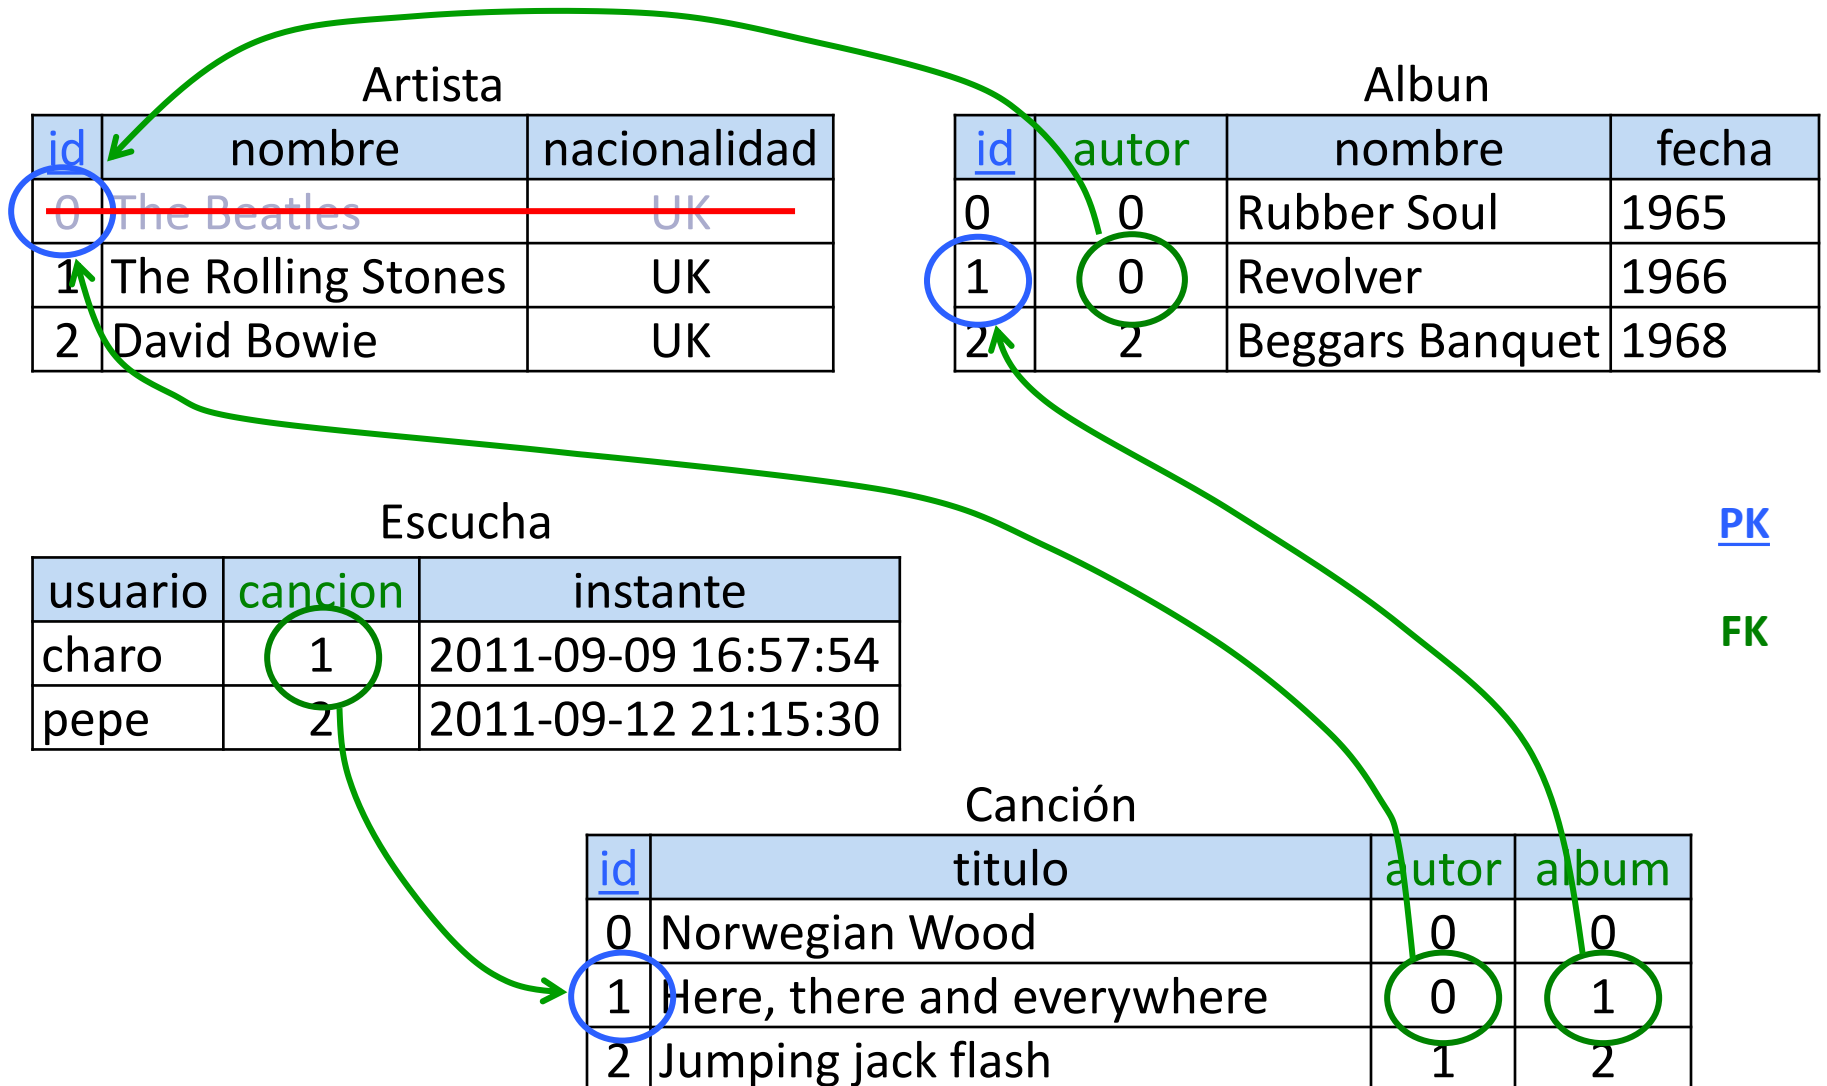 Artista
id nombre nacionalidad
0 The Beatles UK
1 The Rolling Stones UK
2 David Bowie UK
Albun
id autor nombre fecha
0 0 Rubber Soul 1965
1 0 Revolver 1966
2 2 Beggars Banquet 1968
Escucha
usuario cancion instante
charo 1 2011-09-09 16:57:54
pepe 2 2011-09-12 21:15:30
PK
FK
Canción
id titulo autor album
0 Norwegian Wood 0 0
1 Here, there and everywhere 0 1
2 Jumping jack flash 1 2